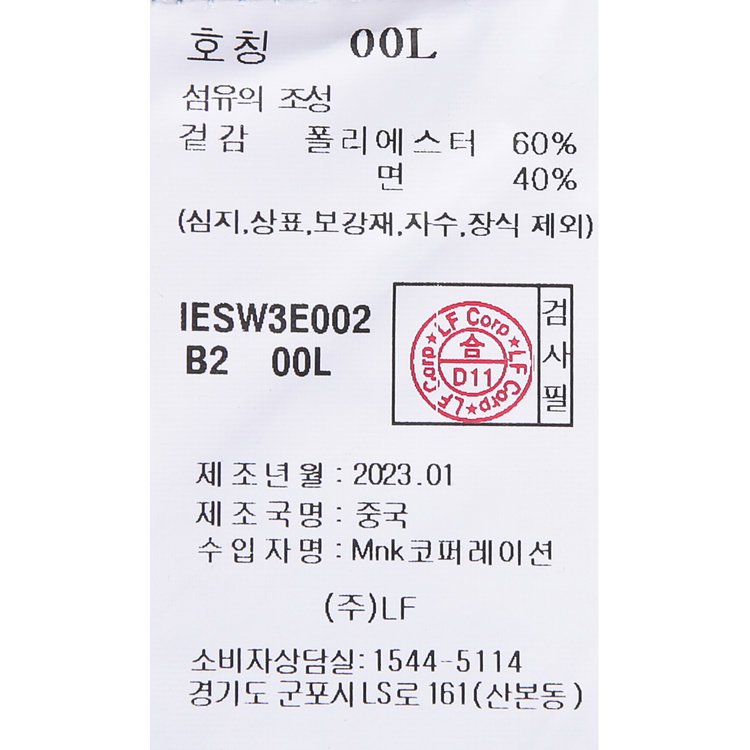 호칭 00L
섬유의 조성
겉감 폴리에스터 60%
면 40%
(심지,상표,보강재,자수,장식 제외)
IESW3E002
B2 00L
LF Corp★LF Corp★LF Corp★
合
D11
검사필
제조년월 : 2023.01
제조국명 : 중국
수입자명 : Mnk코퍼레이션
(주)LF
소비자상담실: 1544-5114
경기도 군포시 LS로 161(산본동)